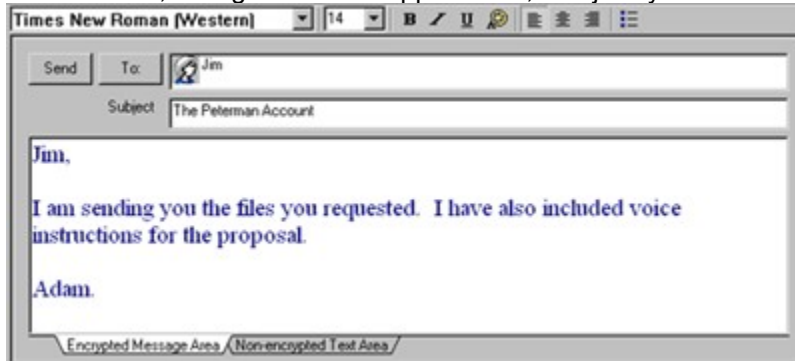 Times New Roman (Western) 14 B I U
Send To: Jim
Subject The Peterman Account
Jim,
I am sending you the files you requested. I have also included voice
instructions for the proposal.
Adam.
Encrypted Message Area Non-encrypted Text Area